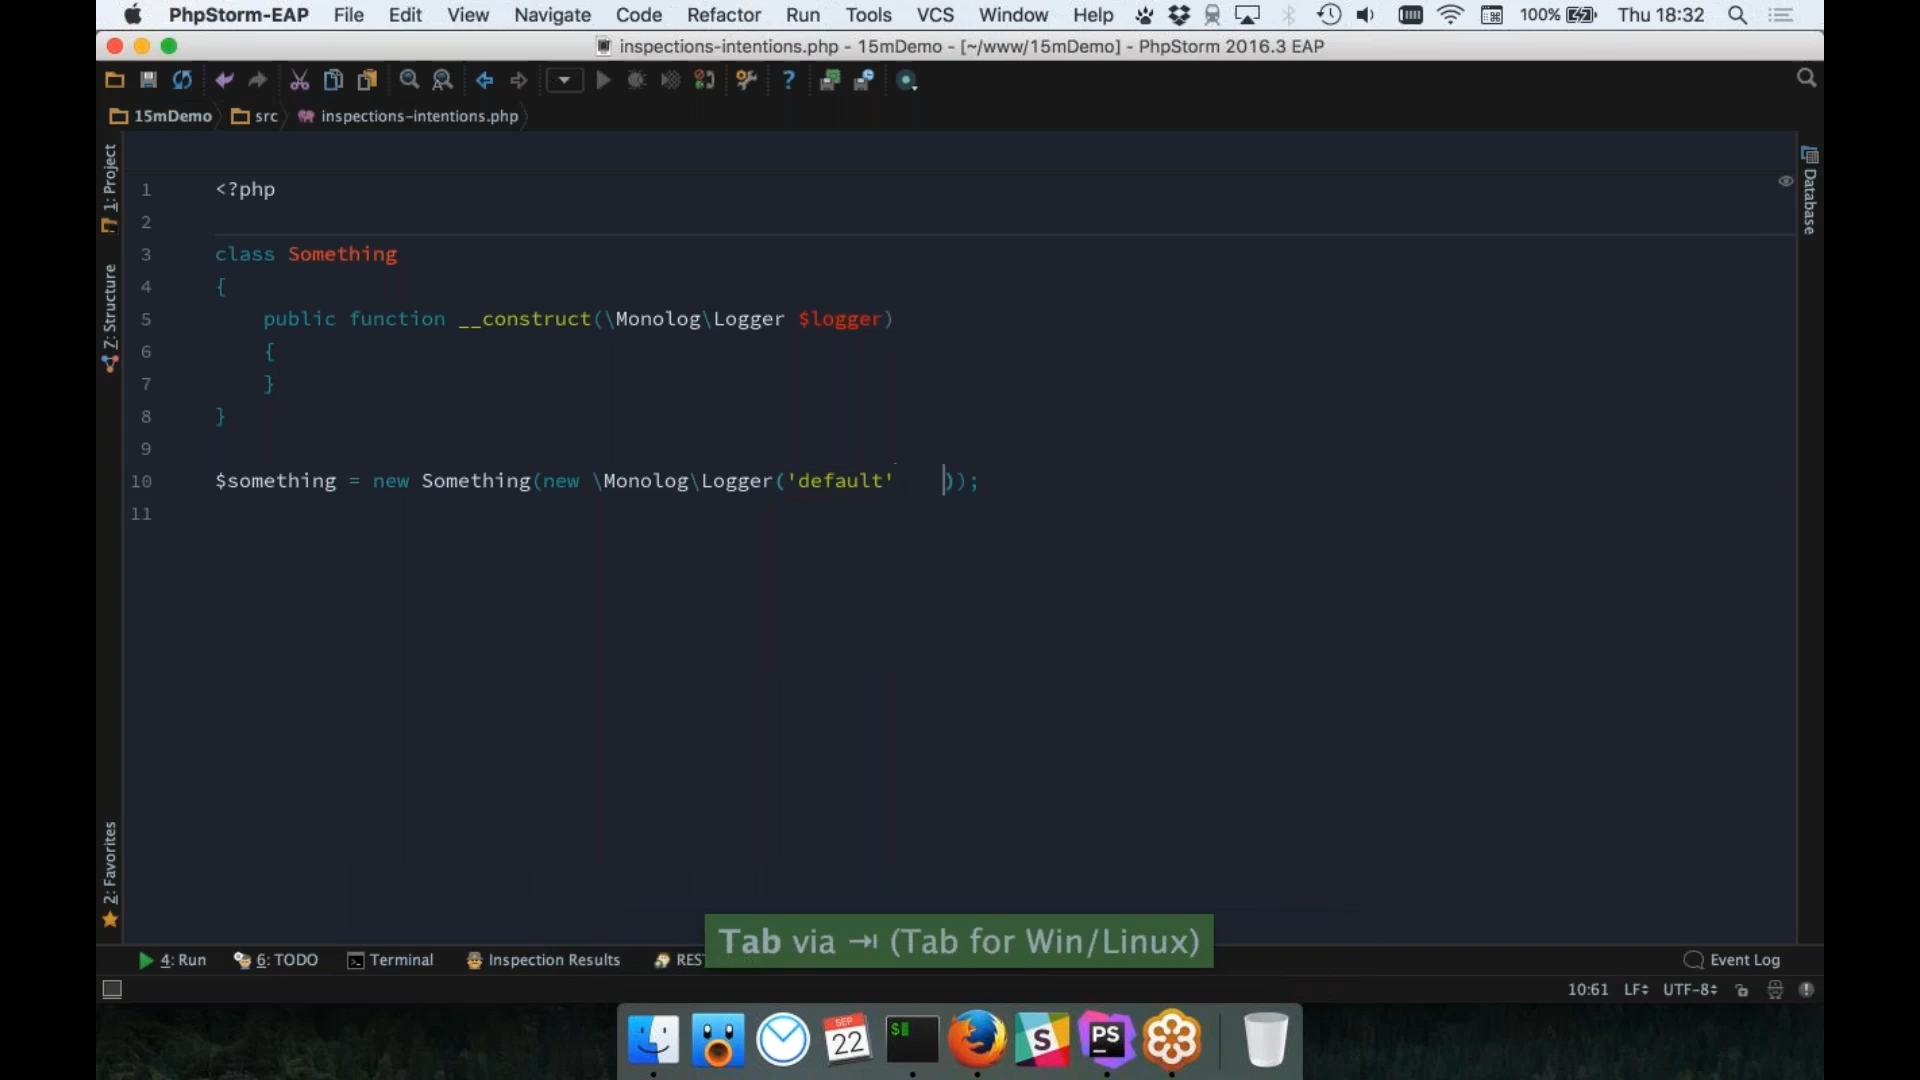 PhpStorm-EAP File Edit View Navigate Code Refactor Run Tools VCS Window Help 100% Thu 18:32
inspections-intentions.php - 15mDemo - [~/www/15mDemo] - PhpStorm 2016.3 EAP
15mDemo src inspections-intentions.php
1: Project
Z: Structure
2: Favorites
Database
1 <?php
2
3 class Something
4 {
5 public function __construct(\Monolog\Logger $logger)
6 {
7 }
8 }
9
10 $something = new Something(new \Monolog\Logger('default' ));
11
Tab via ⇥ (Tab for Win/Linux)
4: Run 6: TODO Terminal Inspection Results RES Event Log
10:61 LF UTF-8
SEP
22
$
S
PS